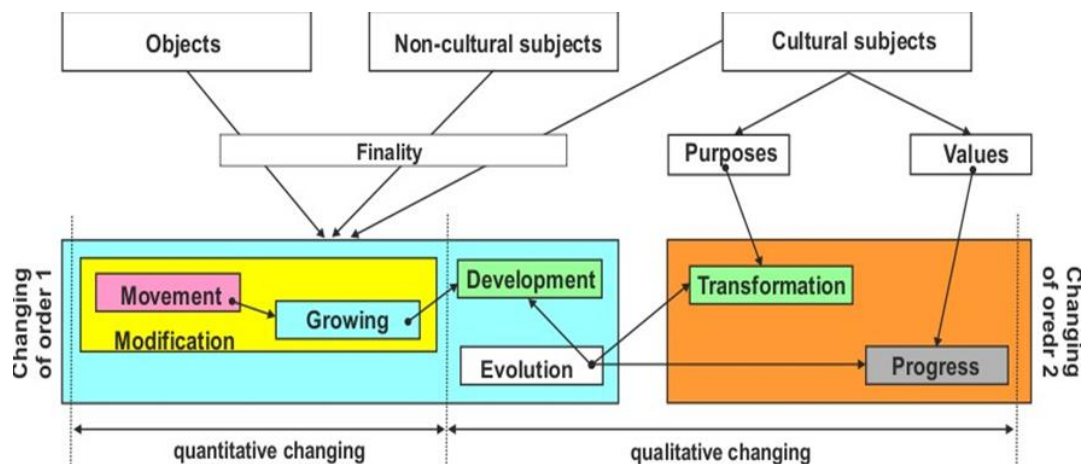 Objects
Non-cultural subjects
Cultural subjects
Finality
Purposes
Values
Changing
of order 1
Movement
Growing
Modification
Development
Evolution
Transformation
Progress
Changing
of oredr 2
quantitative changing
qualitative changing